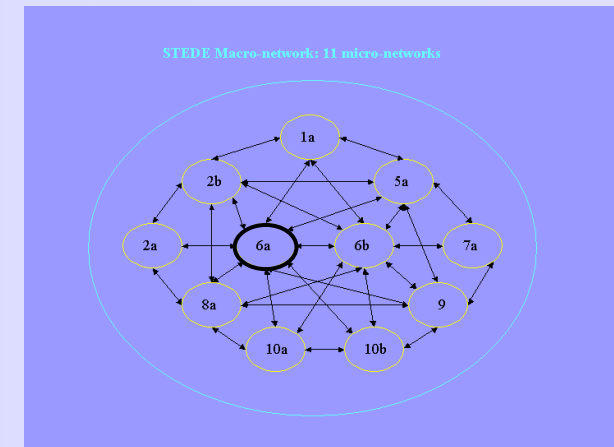 STEDE Macro-network: 11 micro-networks
1a
2b
5a
2a
6a
6b
7a
8a
9
10a
10b